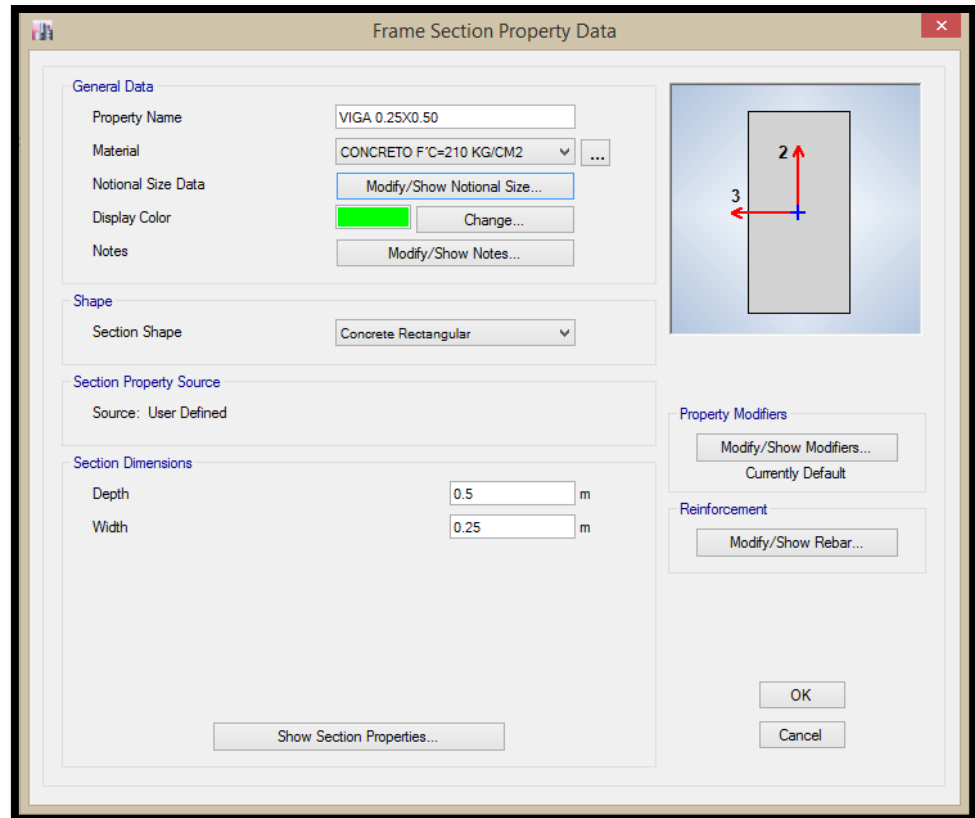 Frame Section Property Data
General Data
Property Name VIGA 0.25X0.50
Material CONCRETO F'C=210 KG/CM2 ...
Notional Size Data Modify/Show Notional Size...
Display Color Change...
Notes Modify/Show Notes...
2
3
Shape
Section Shape Concrete Rectangular
Section Property Source
Source: User Defined
Property Modifiers
Modify/Show Modifiers...
Currently Default
Section Dimensions
Depth 0.5 m
Width 0.25 m
Reinforcement
Modify/Show Rebar...
Show Section Properties...
OK
Cancel